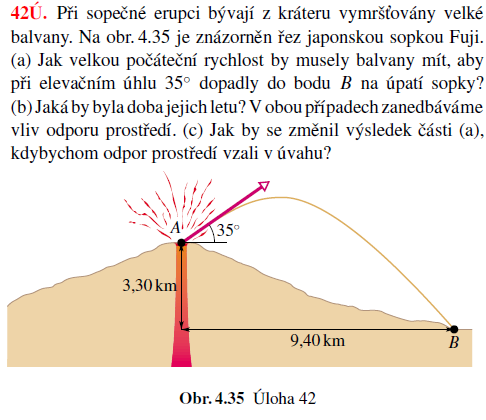 42Ú. Při sopečné erupci bývají z kráteru vymršťovány velké
balvany. Na obr. 4.35 je znázorněn řez japonskou sopkou Fuji.
(a) Jak velkou počáteční rychlost by musely balvany mít, aby
při elevačním úhlu 35° dopadly do bodu B na úpatí sopky?
(b) Jaká by byla doba jejich letu? V obou případech zanedbáváme
vliv odporu prostředí. (c) Jak by se změnil výsledek části (a),
kdybychom odpor prostředí vzali v úvahu?
A
35°
3,30 km
9,40 km
B
Obr. 4.35 Úloha 42